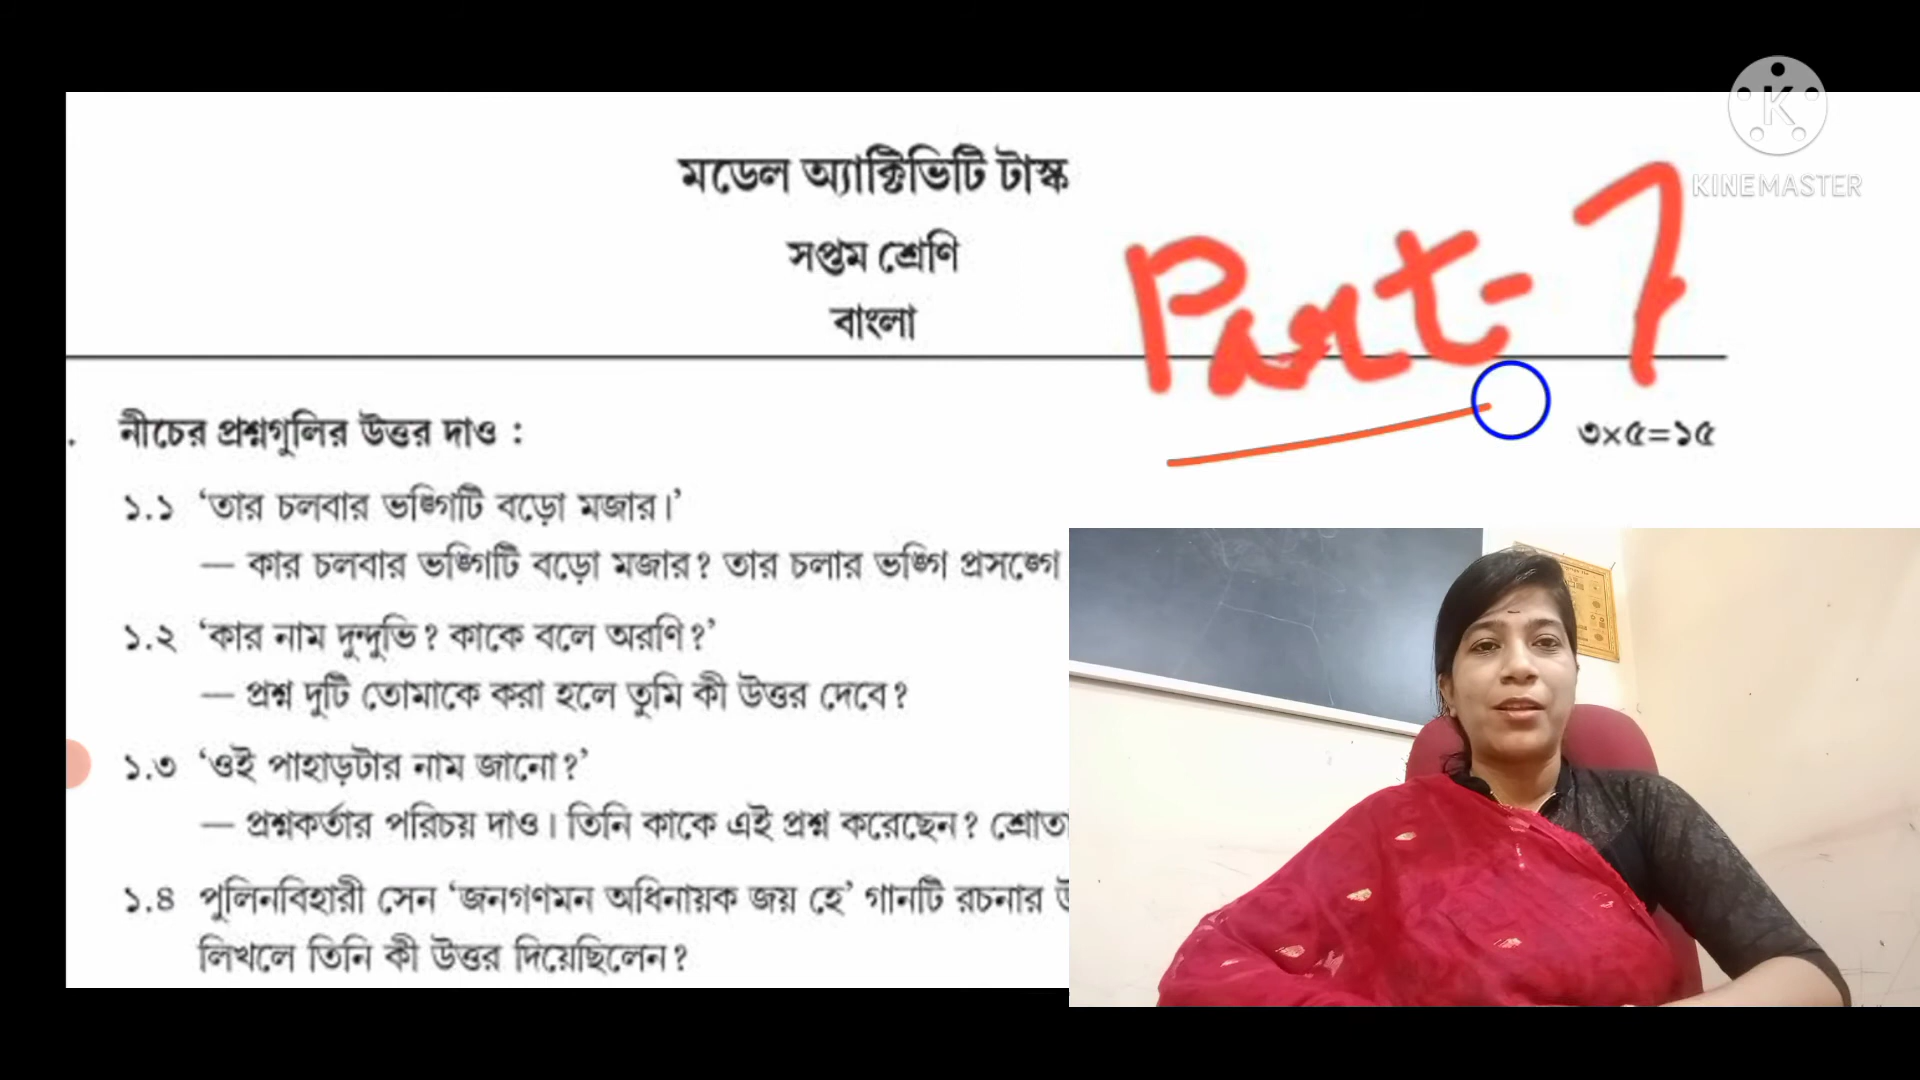 মডেল অ্যাক্টিভিটি টাস্ক
সপ্তম শ্রেণি
বাংলা
Part-7
K
KINEMASTER
. নীচের প্রশ্নগুলির উত্তর দাও : ৩×৫=১৫
১.১ ‘তার চলবার ভঙ্গিটি বড়ো মজার।’
— কার চলবার ভঙ্গিটি বড়ো মজার? তার চলার ভঙ্গি প্রসঙ্গে
১.২ ‘কার নাম দুন্দুভি? কাকে বলে অরণি?’
— প্রশ্ন দুটি তোমাকে করা হলে তুমি কী উত্তর দেবে?
১.৩ ‘ওই পাহাড়টার নাম জানো?’
— প্রশ্নকর্তার পরিচয় দাও। তিনি কাকে এই প্রশ্ন করেছেন? শ্রোতা
১.৪ পুলিনবিহারী সেন ‘জনগণমন অধিনায়ক জয় হে’ গানটি রচনার
লিখলে তিনি কী উত্তর দিয়েছিলেন?